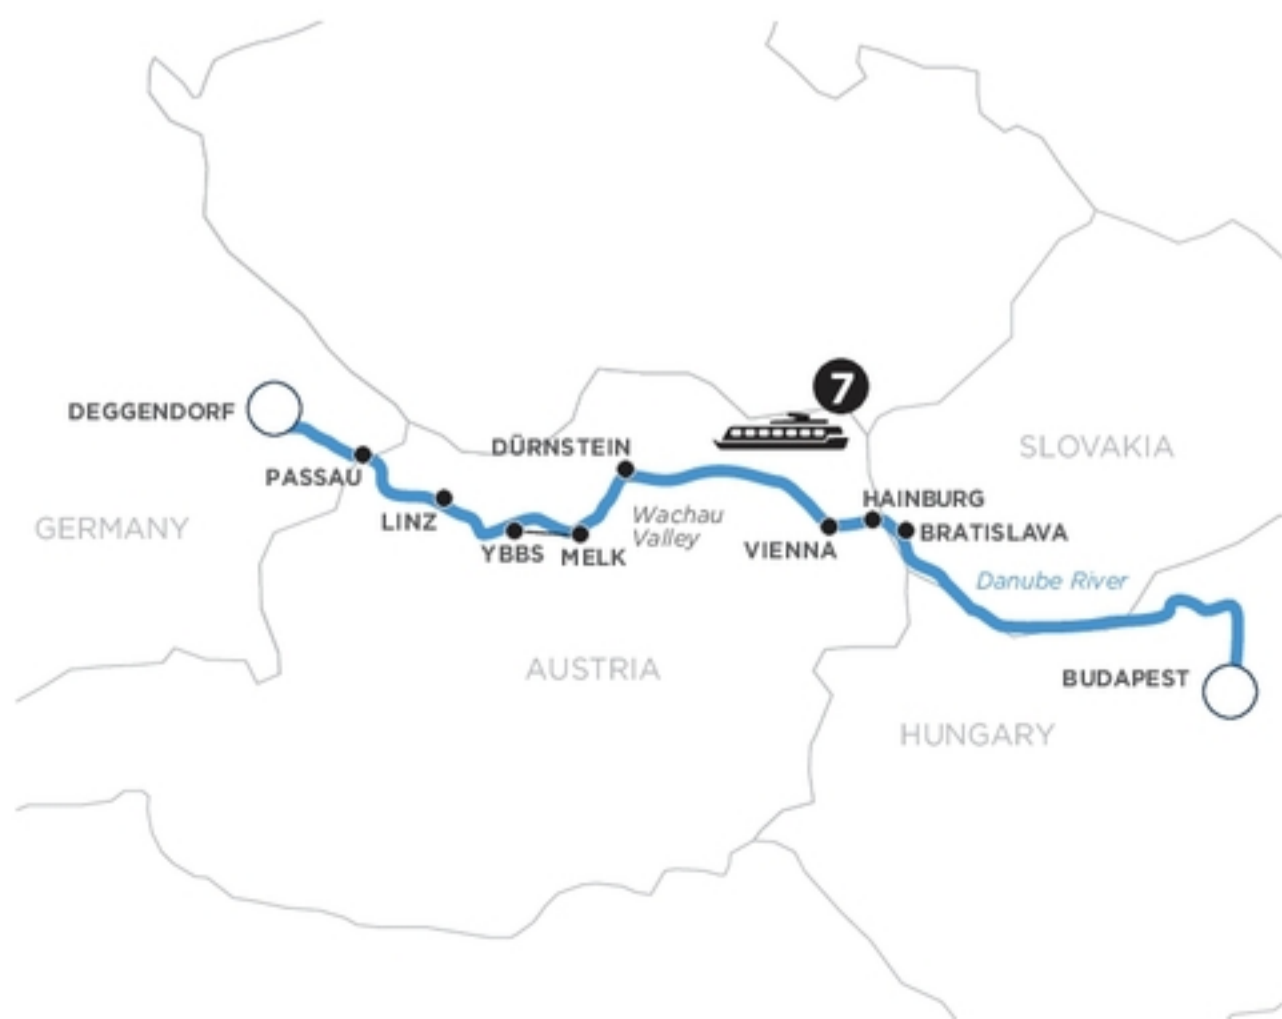 7
DEGGENDORF
DÜRNSTEIN
SLOVAKIA
PASSAU
HAINBURG
LINZ
Wachau
Valley
GERMANY
BRATISLAVA
YBBS
MELK
VIENNA
Danube River
AUSTRIA
BUDAPEST
HUNGARY